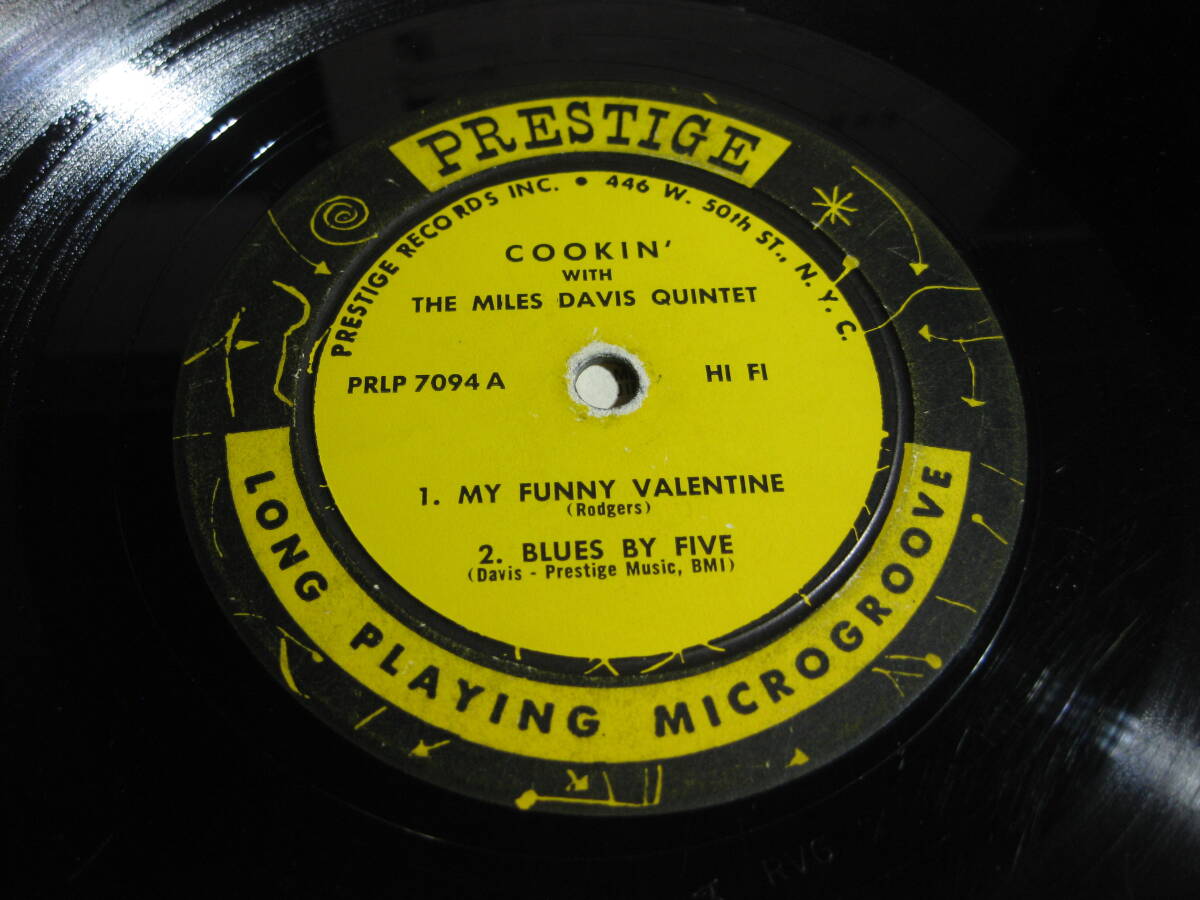 PRESTIGE
PRESTIGE RECORDS INC. • 446 W. 50th ST., N. Y. C.
COOKIN'
WITH
THE MILES DAVIS QUINTET
PRLP 7094 A
HI FI
1. MY FUNNY VALENTINE
(Rodgers)
2. BLUES BY FIVE
(Davis - Prestige Music, BMI)
LONG PLAYING MICROGROOVE
RVG